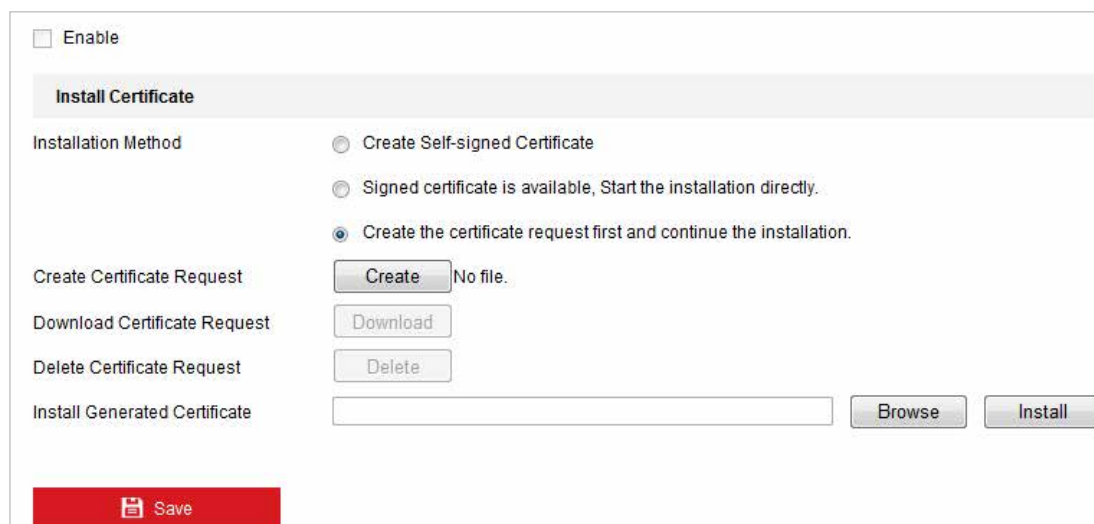 Enable
Install Certificate
Installation Method
Create Self-signed Certificate
Signed certificate is available, Start the installation directly.
Create the certificate request first and continue the installation.
Create Certificate Request Create No file.
Download Certificate Request Download
Delete Certificate Request Delete
Install Generated Certificate Browse Install
Save